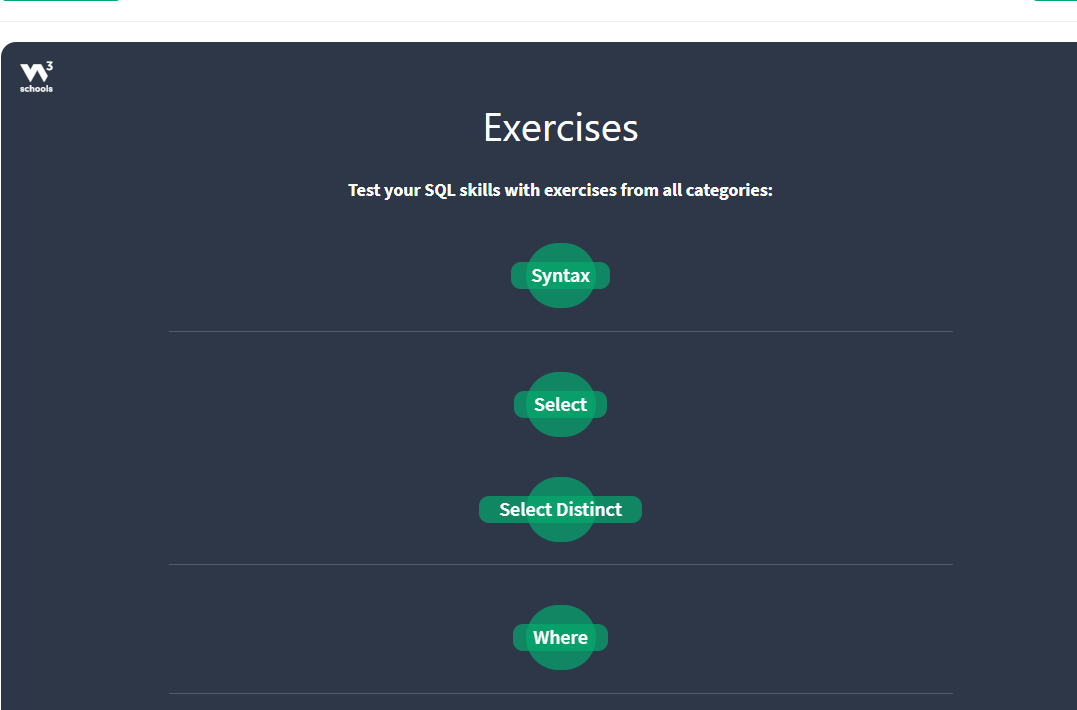 W3
schools
Exercises
Test your SQL skills with exercises from all categories:
Syntax
Select
Select Distinct
Where